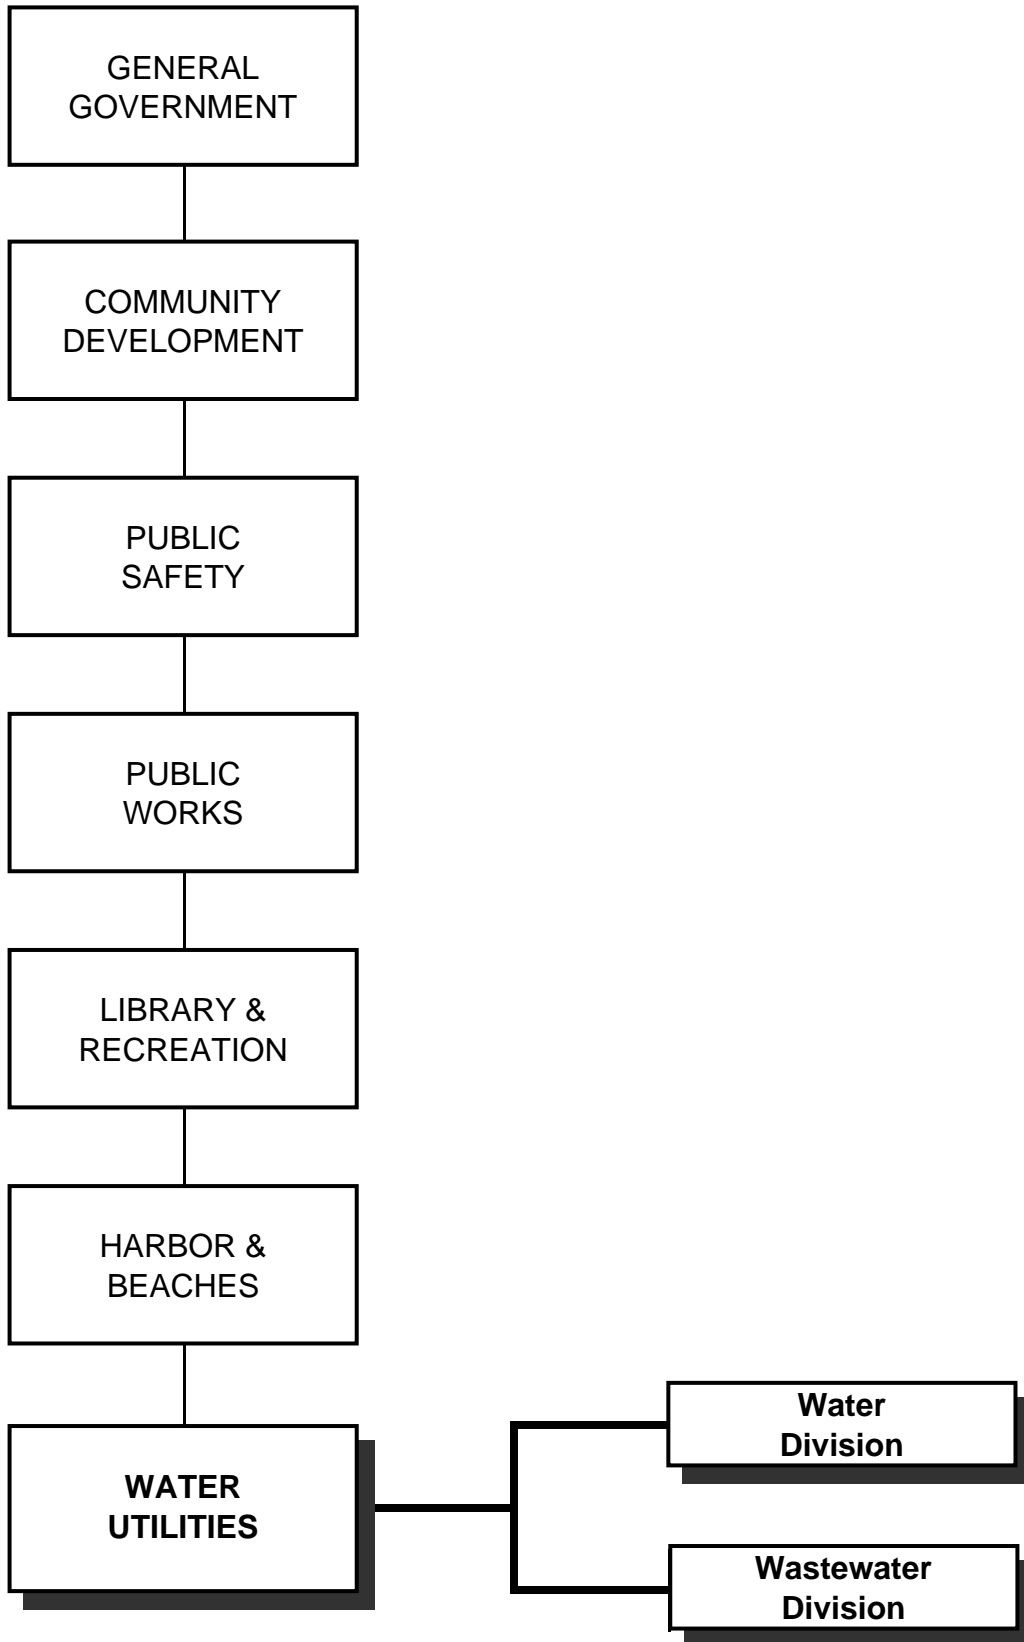 GENERAL
GOVERNMENT
COMMUNITY
DEVELOPMENT
PUBLIC
SAFETY
PUBLIC
WORKS
LIBRARY &
RECREATION
HARBOR &
BEACHES
WATER
UTILITIES
Water
Division
Wastewater
Division